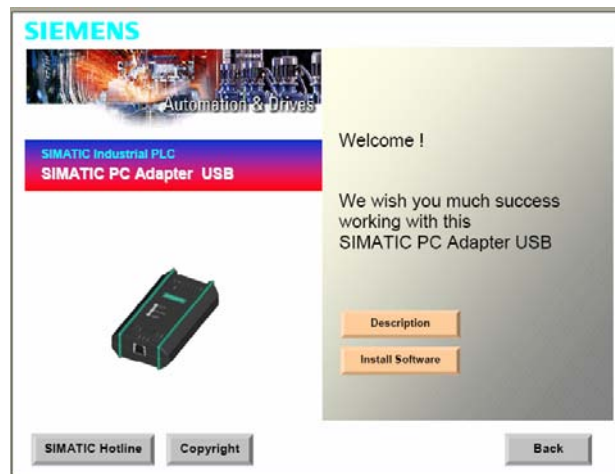 SIEMENS
Automation & Drives
SIMATIC Industrial PLC
SIMATIC PC Adapter USB
Welcome !
We wish you much success
working with this
SIMATIC PC Adapter USB
Description
Install Software
SIMATIC Hotline
Copyright
Back